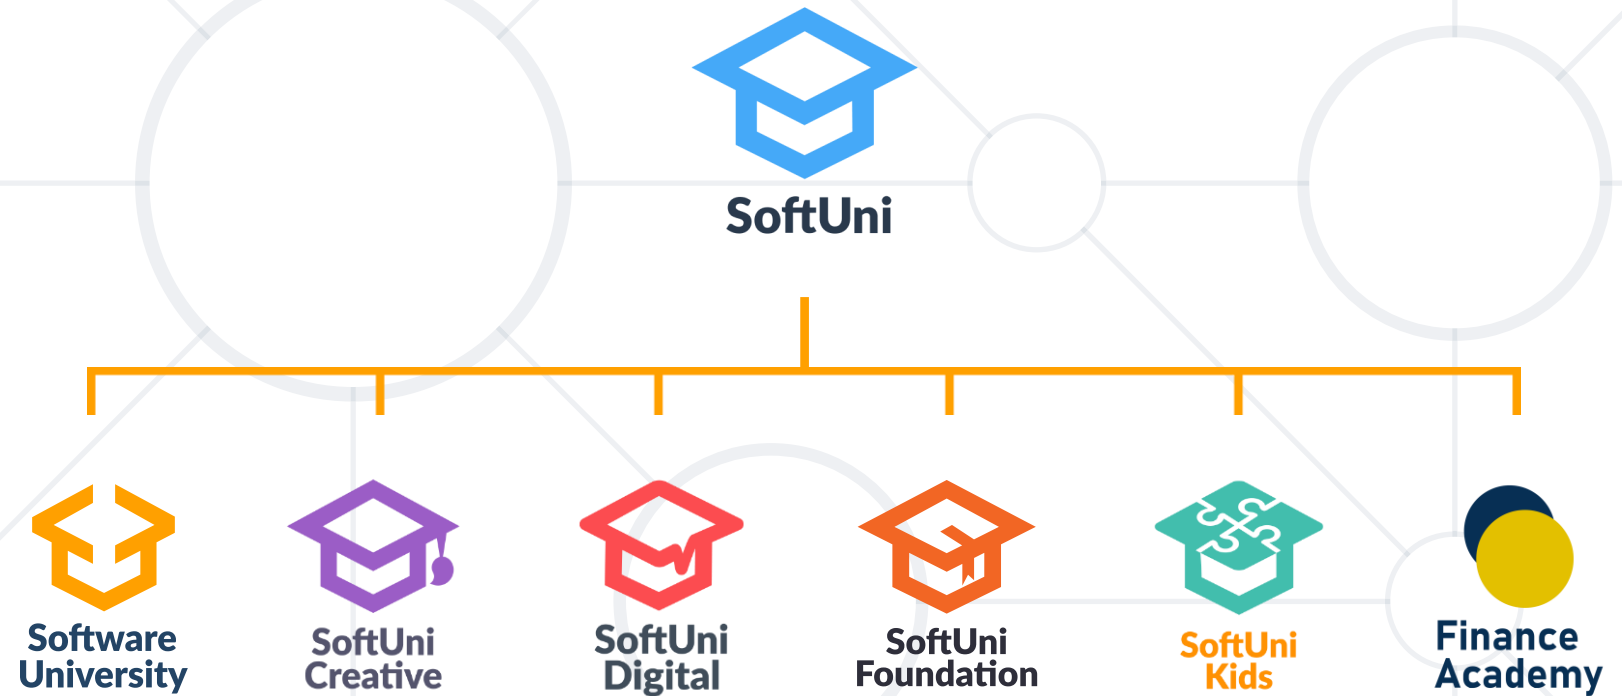 SoftUni
Software
University
SoftUni
Creative
SoftUni
Digital
SoftUni
Foundation
SoftUni
Kids
Finance
Academy